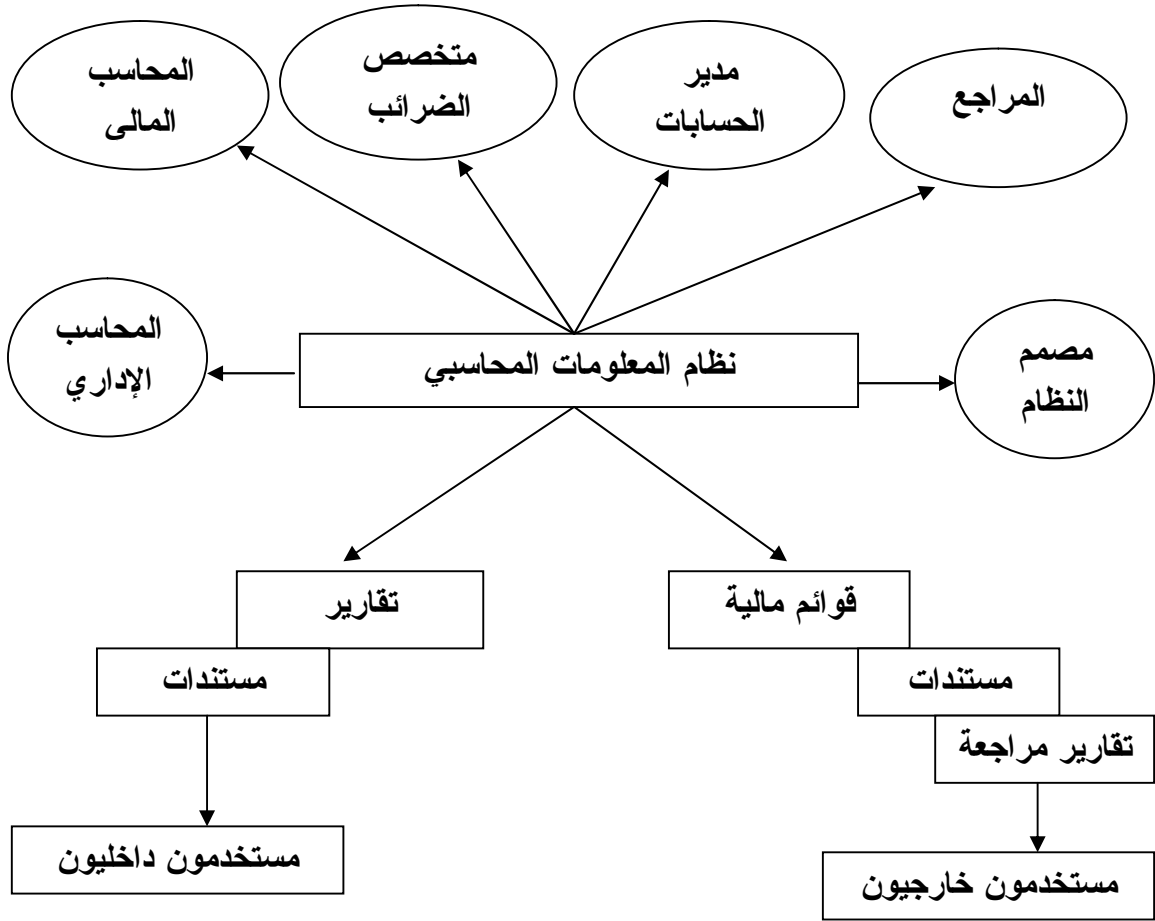 المراجع
مدير
الحسابات
متخصص
الضرائب
المحاسب
المالى
مصمم
النظام
نظام المعلومات المحاسبي
المحاسب
الإداري
قوائم مالية
مستندات
تقارير مراجعة
مستخدمون خارجيون
تقارير
مستندات
مستخدمون داخليون